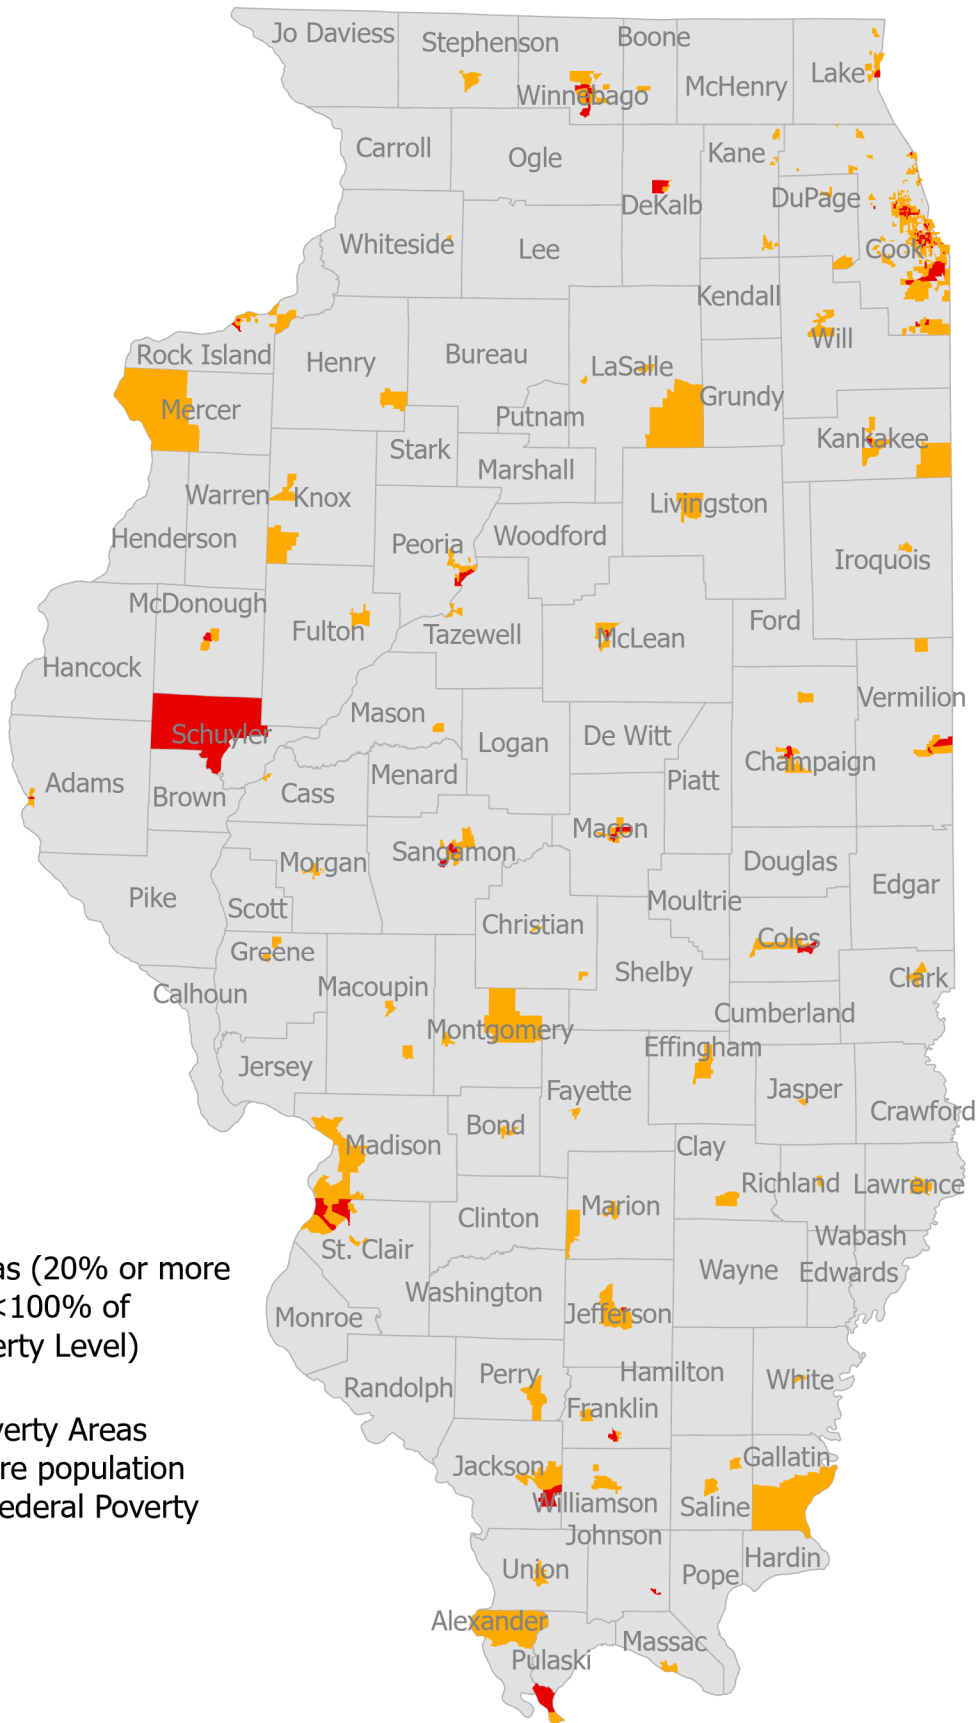 Jo Daviess
Stephenson
Winnebago
Boone
McHenry
Lake
Carroll
Ogle
DeKalb
Kane
DuPage
Cook
Whiteside
Lee
Kendall
Will
Rock Island
Henry
Bureau
LaSalle
Grundy
Mercer
Putnam
Kankakee
Stark
Marshall
Warren
Knox
Livingston
Henderson
Peoria
Woodford
Iroquois
McDonough
Fulton
Tazewell
McLean
Ford
Hancock
Schuyler
Mason
Logan
De Witt
Vermilion
Champaign
Piatt
Adams
Brown
Cass
Menard
Macon
Morgan
Sangamon
Douglas
Edgar
Pike
Scott
Christian
Moultrie
Coles
Greene
Shelby
Clark
Calhoun
Macoupin
Montgomery
Cumberland
Effingham
Jersey
Fayette
Jasper
Crawford
Madison
Bond
Clay
Richland
Lawrence
Clinton
Marion
Wabash
St. Clair
Wayne
Edwards
Washington
Monroe
Jefferson
Randolph
Perry
Hamilton
White
Franklin
Jackson
Williamson
Gallatin
Saline
Johnson
Union
Pope
Hardin
Alexander
Pulaski
Massac
as (20% or more
<100% of
erty Level)
verty Areas
re population
ederal Poverty